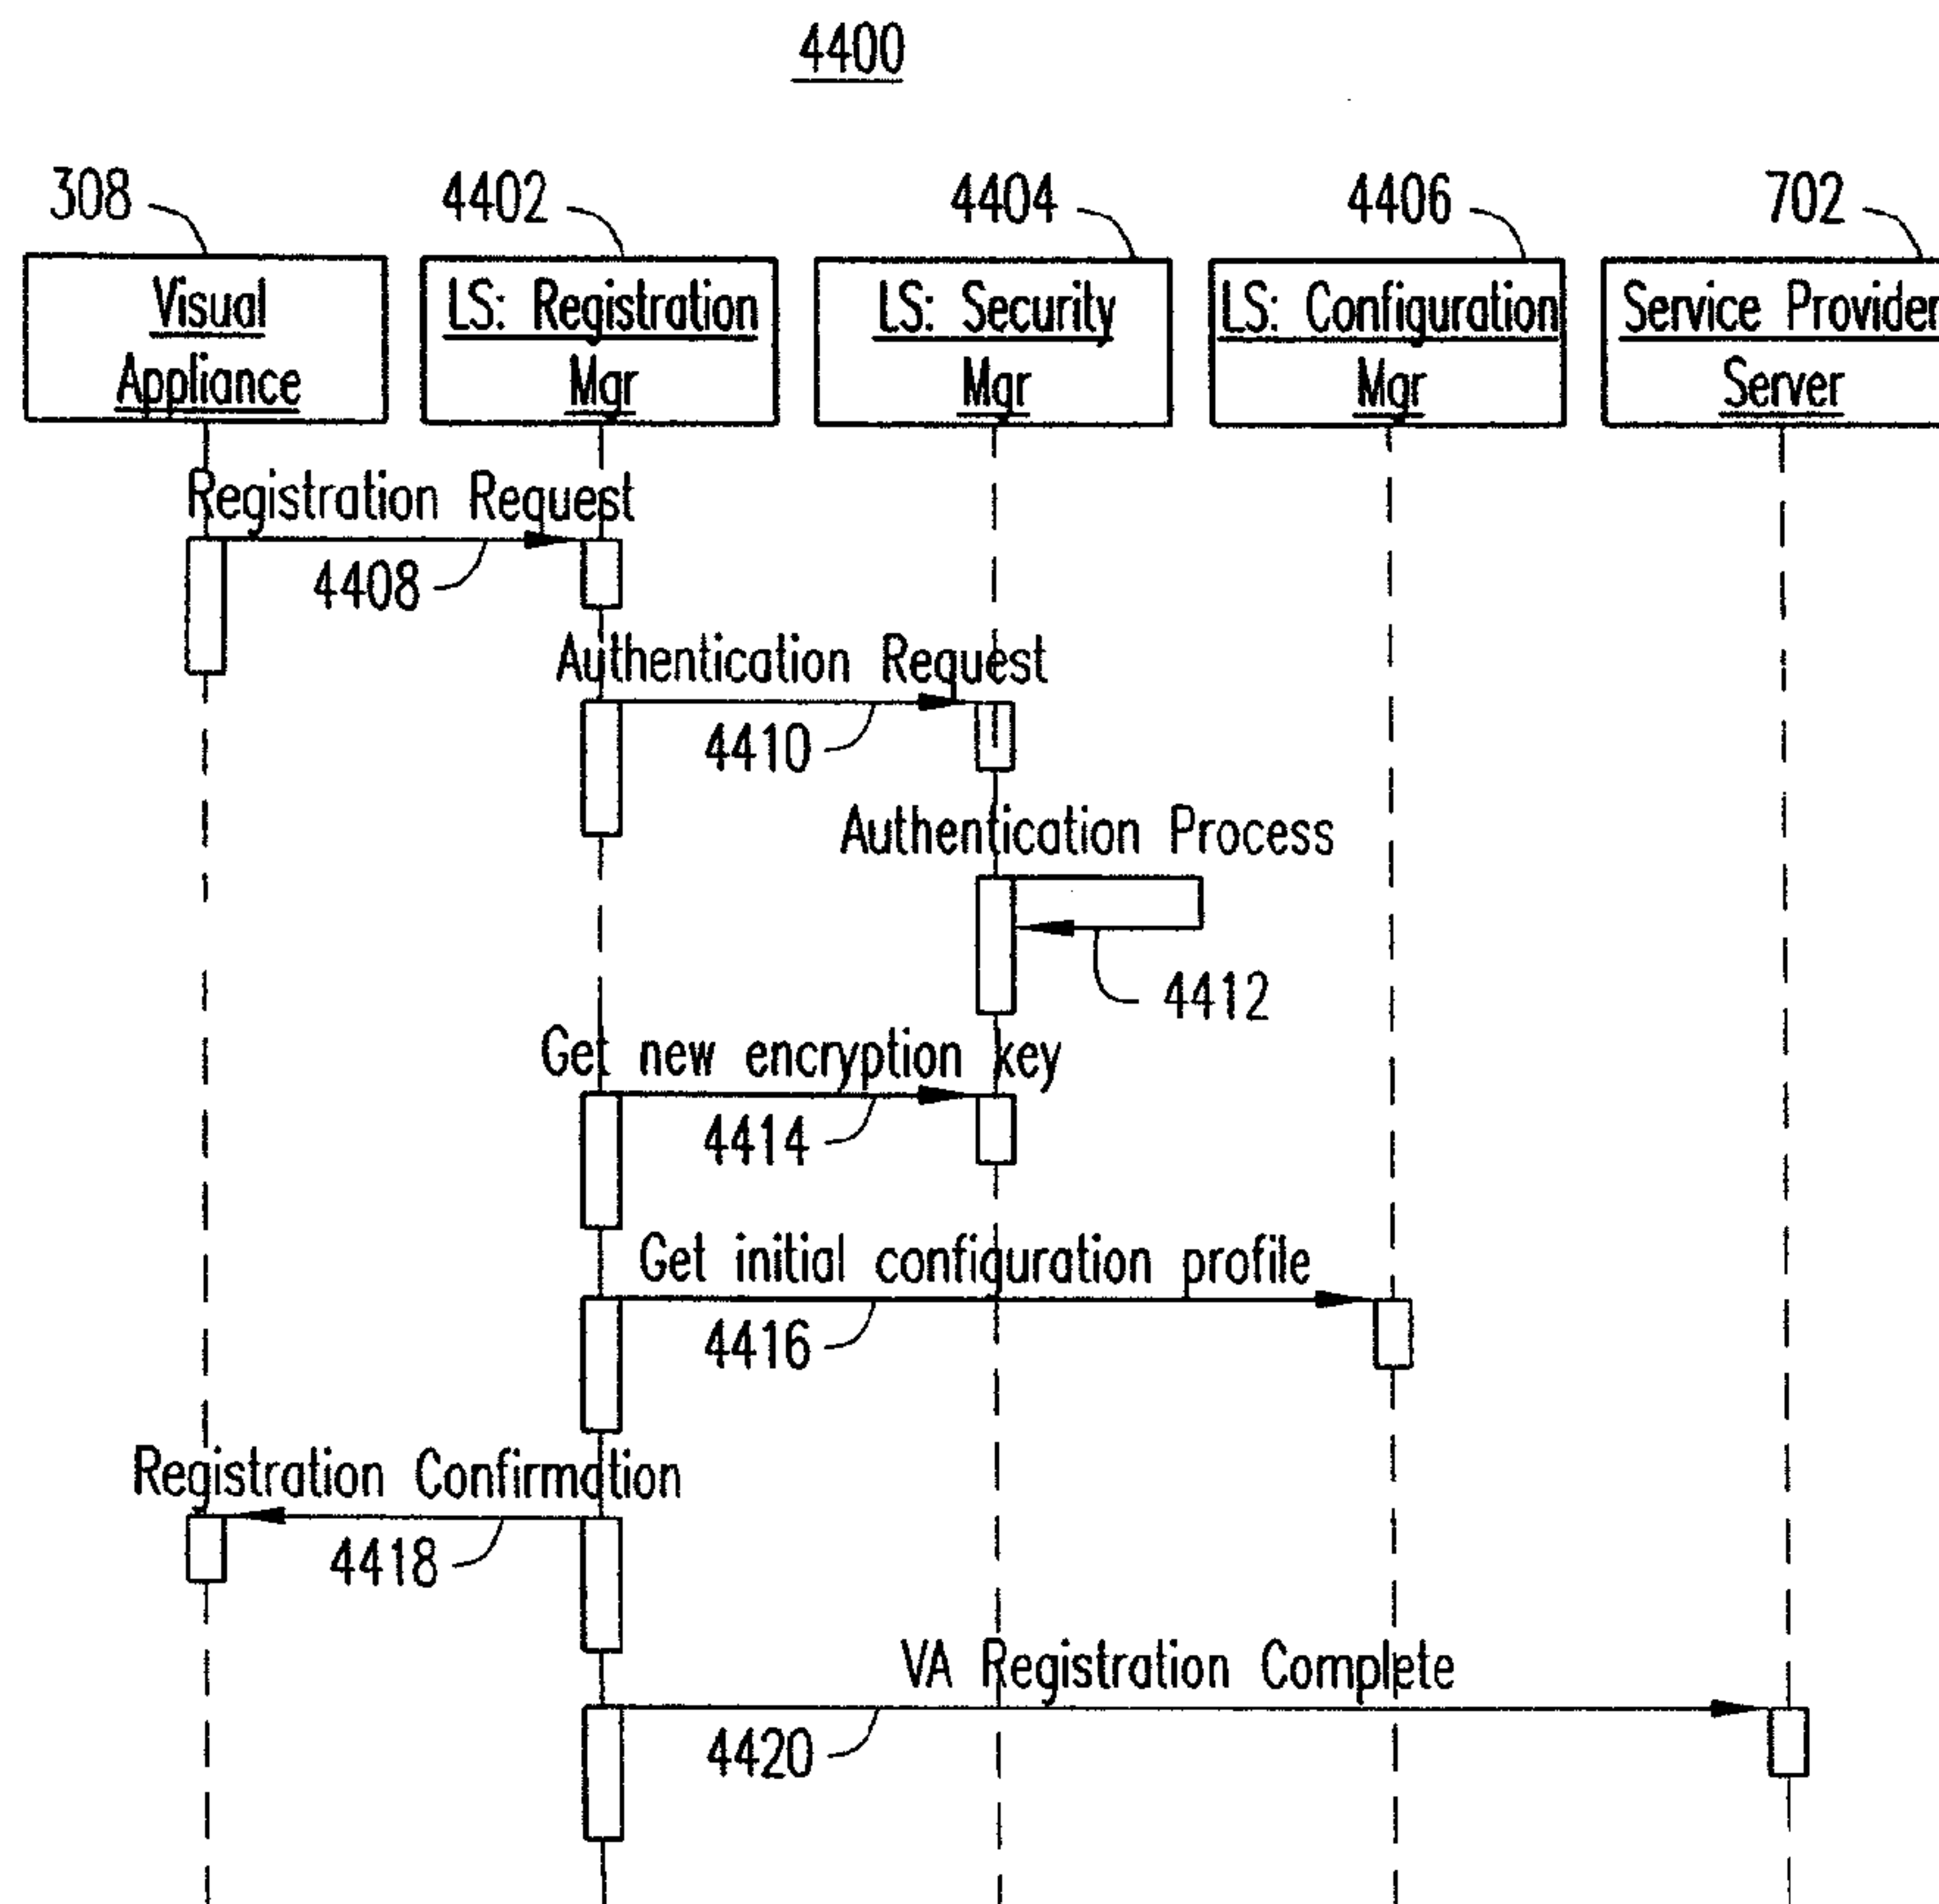 4400
308
4402
4404
4406
702
Visual
Appliance
LS: Registration
Mgr
LS: Security
Mgr
LS: Configuration
Mgr
Service Provider
Server
Registration Request
4408
Authentication Request
4410
Authentication Process
4412
Get new encryption key
4414
Get initial configuration profile
4416
Registration Confirmation
4418
VA Registration Complete
4420